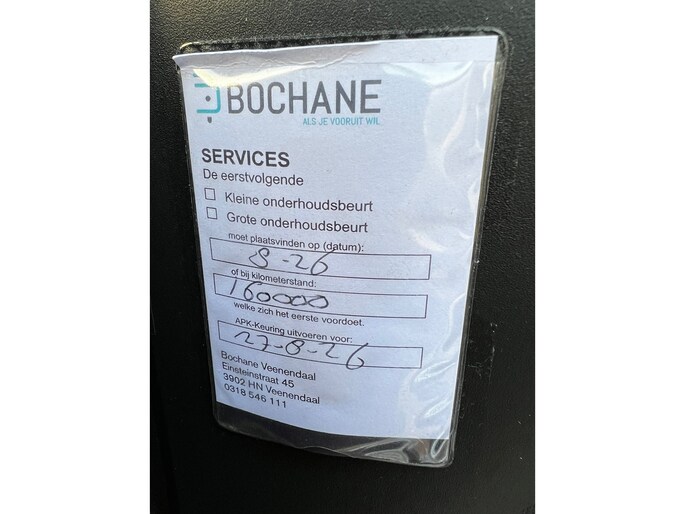 BOCHANE
ALS JE VOORUIT WIL
SERVICES
De eerstvolgende
Kleine onderhoudsbeurt
Grote onderhoudsbeurt
moet plaatsvinden op (datum):
8-26
of bij kilometerstand:
160000
welke zich het eerste voordoet.
APK-Keuring uitvoeren voor:
27-8-26
Bochane Veenendaal
Einsteinstraat 45
3902 HN Veenendaal
0318 546 111